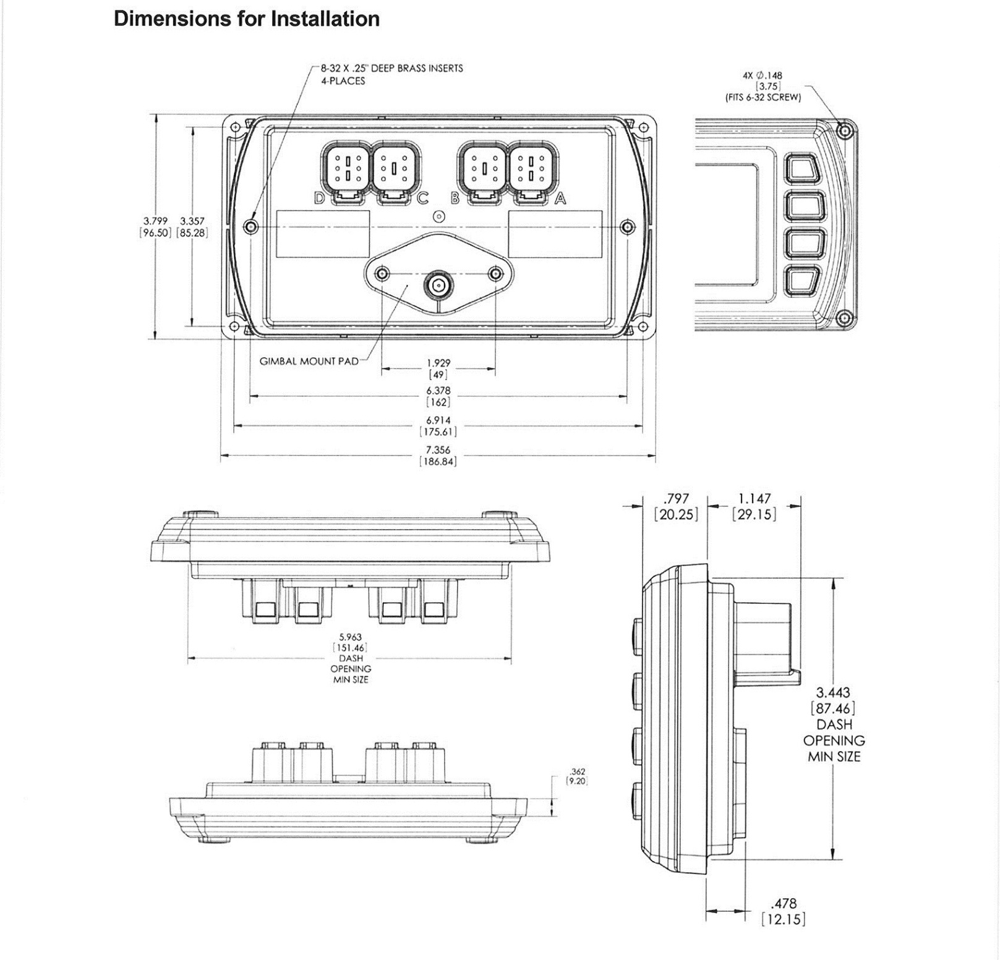 Dimensions for Installation
8-32 X .25" DEEP BRASS INSERTS
4-PLACES
4X Ø.148
[3.75]
(FITS 6-32 SCREW)
D
C
B
A
3.799
[96.50]
3.357
[85.28]
GIMBAL MOUNT PAD
1.929
[49]
6.378
[162]
6.914
[175.61]
7.356
[186.84]
.797
[20.25]
1.147
[29.15]
5.963
[151.46]
DASH
OPENING
MIN SIZE
3.443
[87.46]
DASH
OPENING
MIN SIZE
.362
[9.20]
.478
[12.15]